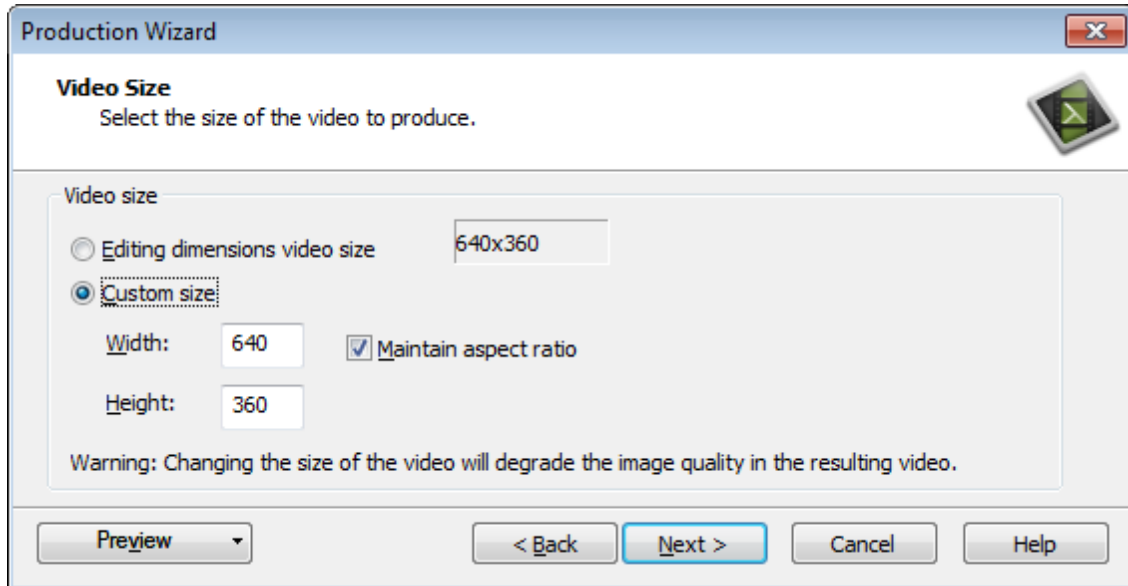 Production Wizard
Video Size
Select the size of the video to produce.
Video size
Editing dimensions video size 640x360
Custom size
Width: 640 Maintain aspect ratio
Height: 360
Warning: Changing the size of the video will degrade the image quality in the resulting video.
Preview < Back Next > Cancel Help